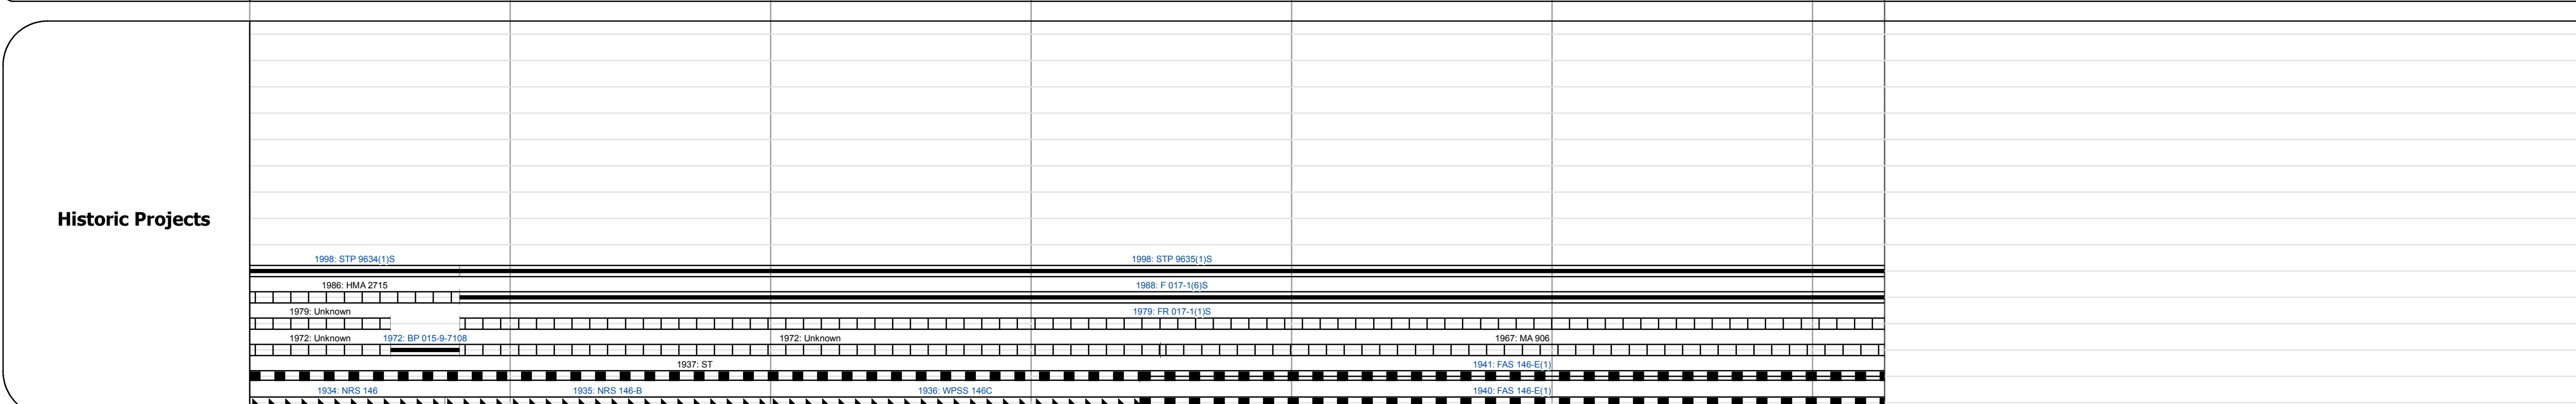 Historic Projects
1998: STP 9634(1)S 1998: STP 9635(1)S
1986: HMA 2715 1988: F 017-1(6)S
1979: Unknown 1979: FR 017-1(1)S
1972: Unknown 1972: BP 015-9-7108 1972: Unknown 1967: MA 906
1937: ST 1941: FAS 146-E(1)
1934: NRS 146 1935: NRS 146-B 1936: WPSS 146C 1940: FAS 146-E(1)